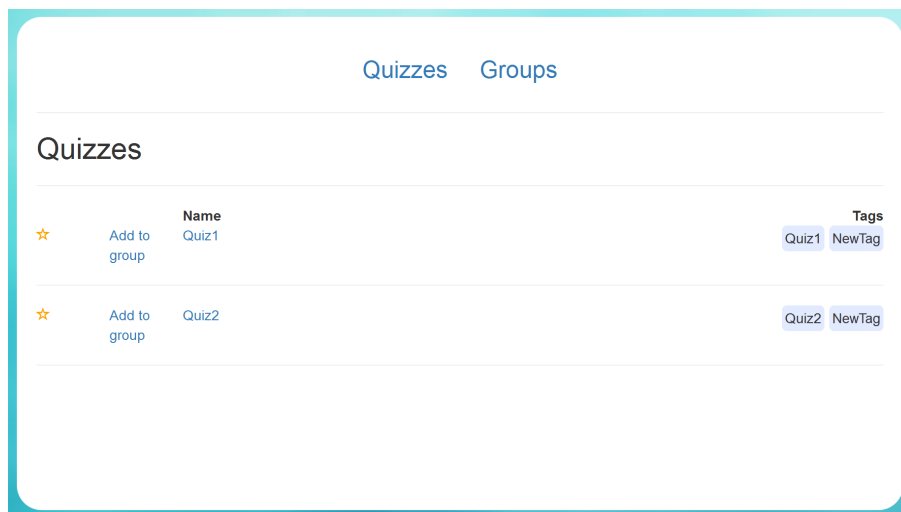 Quizzes Groups
Quizzes
Name Tags
Add to group Quiz1 Quiz1 NewTag
Add to group Quiz2 Quiz2 NewTag